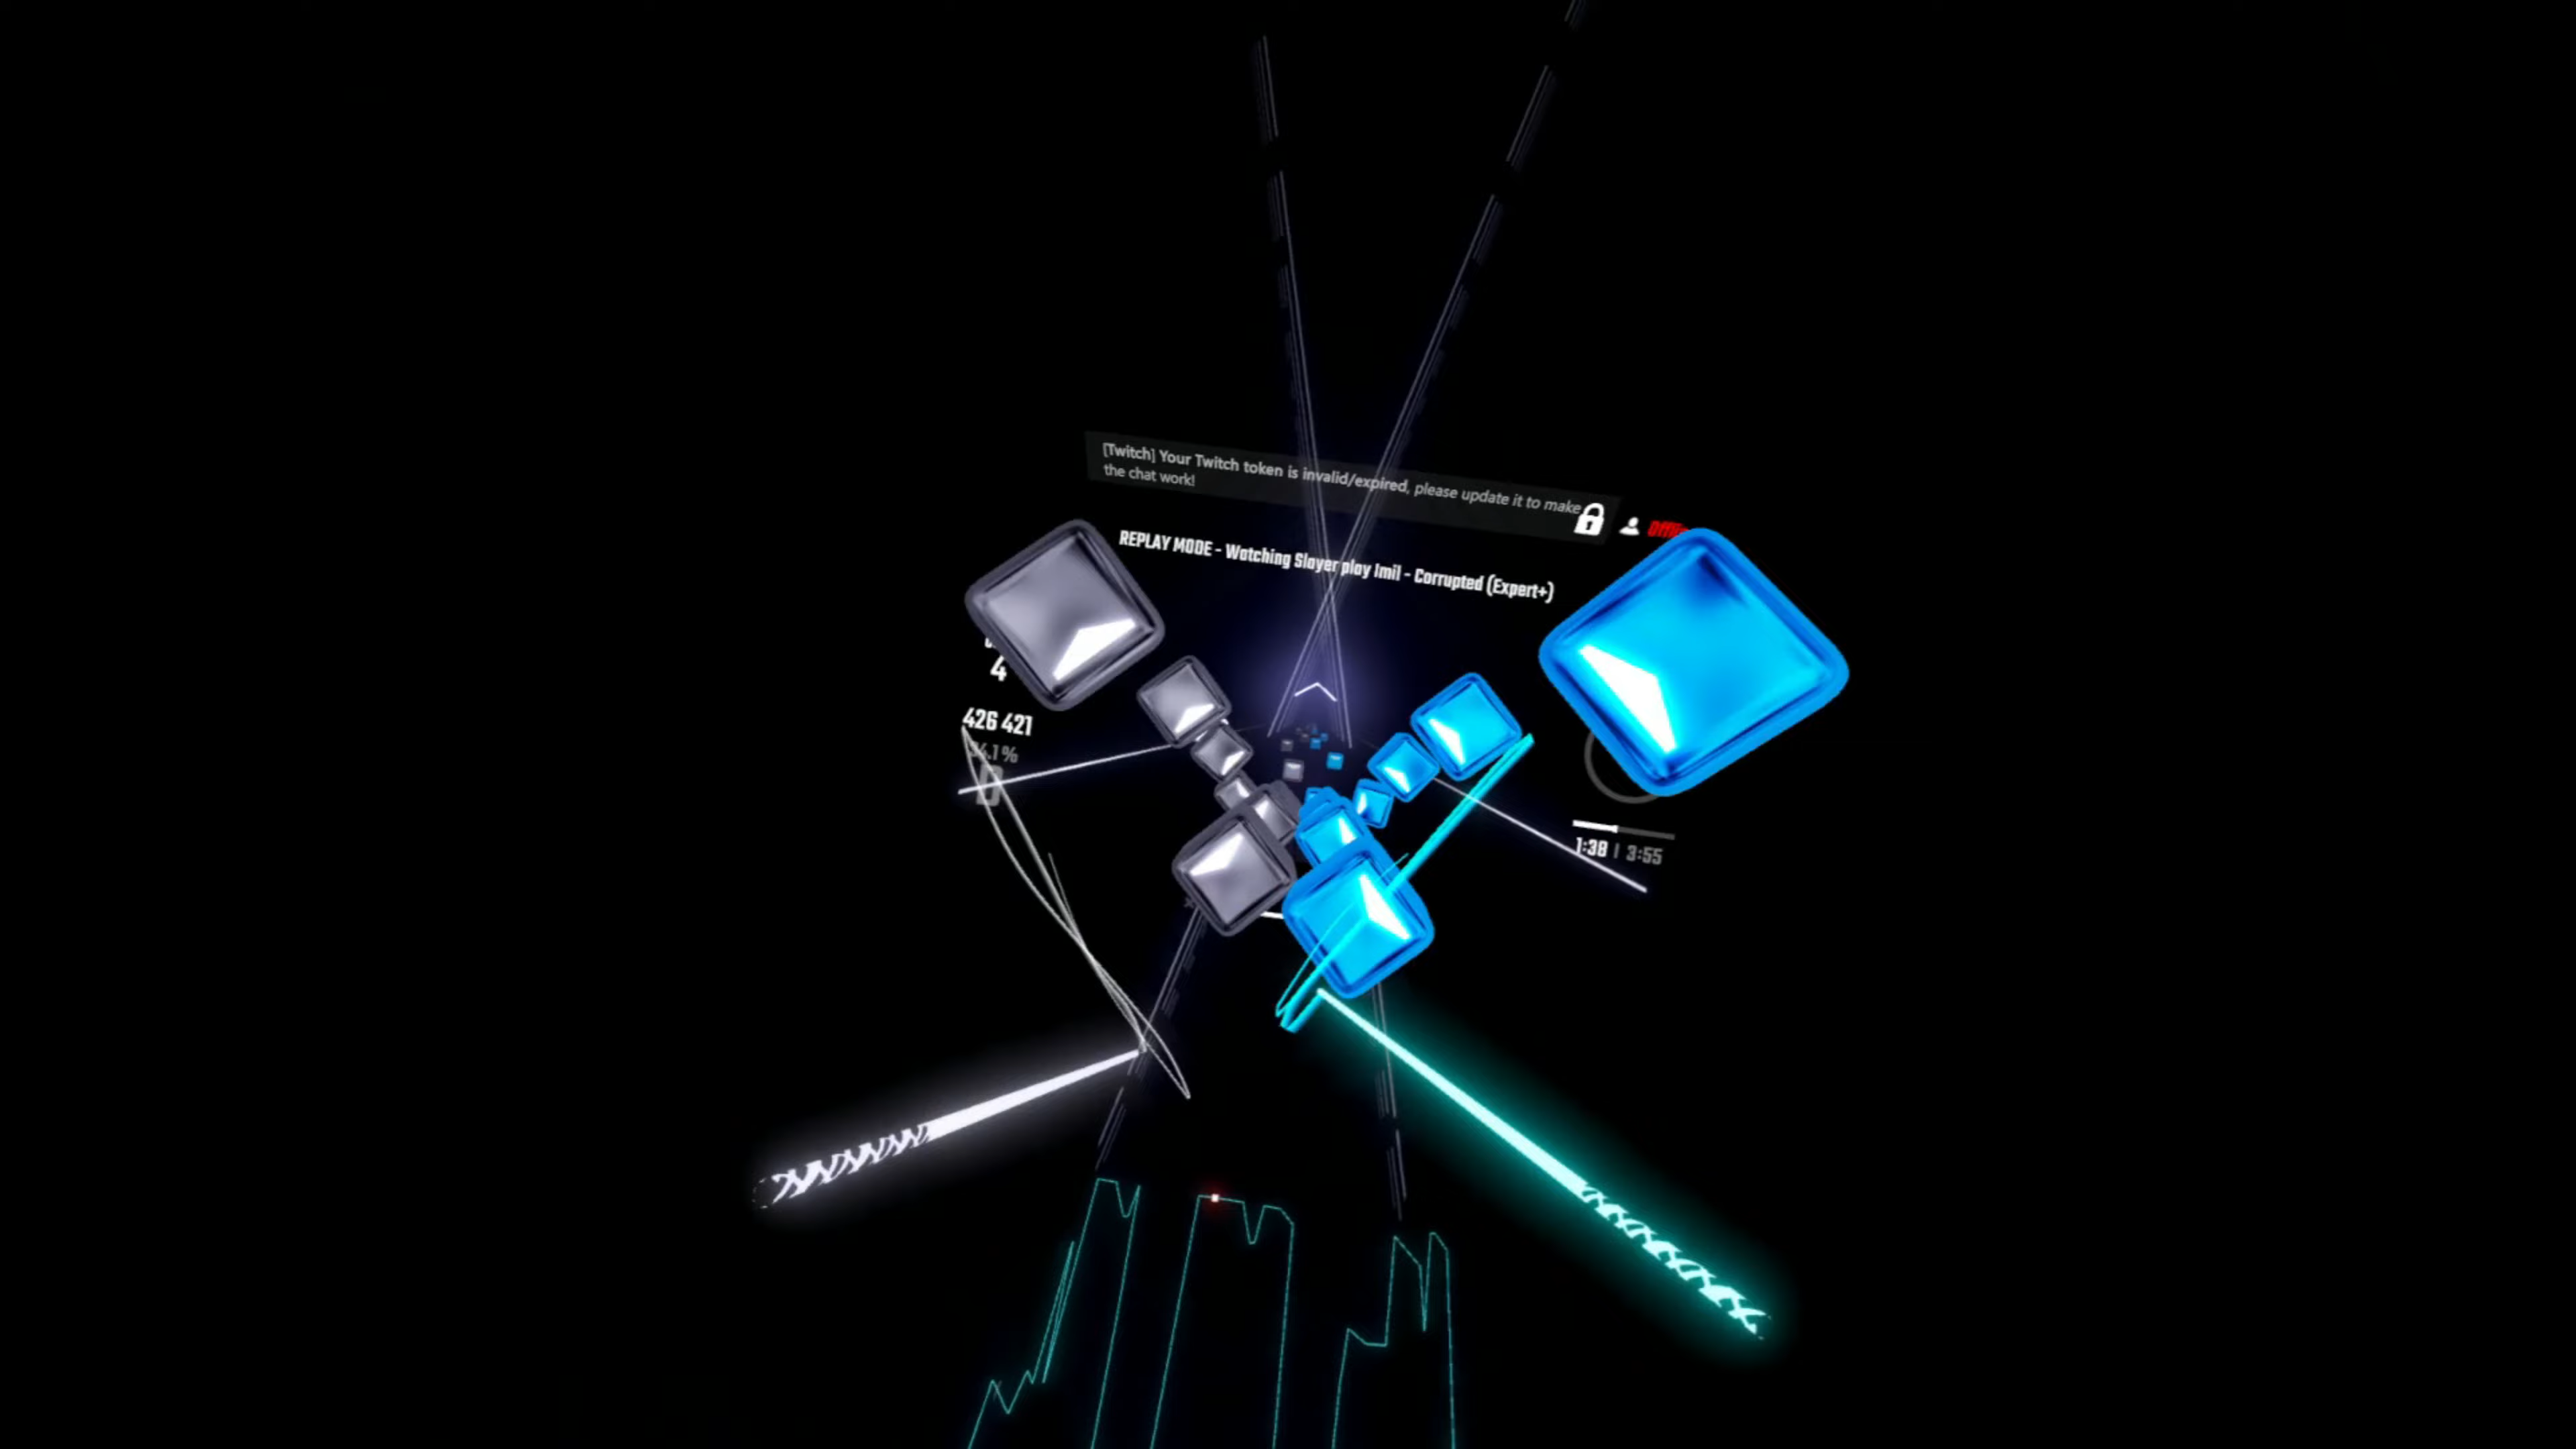 [Twitch] Your Twitch token is invalid/expired, please update it to make
the chat work!
REPLAY MODE - Watching Slayer play Imil - Corrupted (Expert+)
4
426 421
1:38 | 3:55